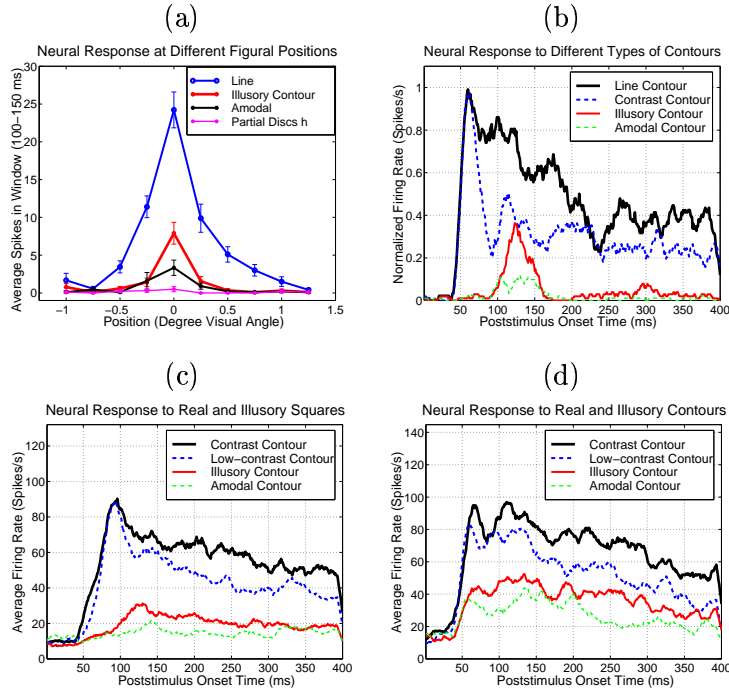 (a)
Neural Response at Different Figural Positions
30
25
20
15
10
5
0
Average Spikes in Window (100–150 ms)
Line
Illusory Contour
Amodal
Partial Discs h
−1 −0.5 0 0.5 1 1.5
Position (Degree Visual Angle)
(b)
Neural Response to Different Types of Contours
1
0.8
0.6
0.4
0.2
0
Normalized Firing Rate (Spikes/s)
Line Contour
Contrast Contour
Illusory Contour
Amodal Contour
50 100 150 200 250 300 350 400
Poststimulus Onset Time (ms)
(c)
Neural Response to Real and Illusory Squares
120
100
80
60
40
20
0
Average Firing Rate (Spikes/s)
Contrast Contour
Low−contrast Contour
Illusory Contour
Amodal Contour
50 100 150 200 250 300 350 400
Poststimulus Onset Time (ms)
(d)
Neural Response to Real and Illusory Contours
140
120
100
80
60
40
20
0
Average Firing Rate (Spikes/s)
Contrast Contour
Low−contrast Contour
Illusory Contour
Amodal Contour
50 100 150 200 250 300 350 400
Poststimulus Onset Time (ms)